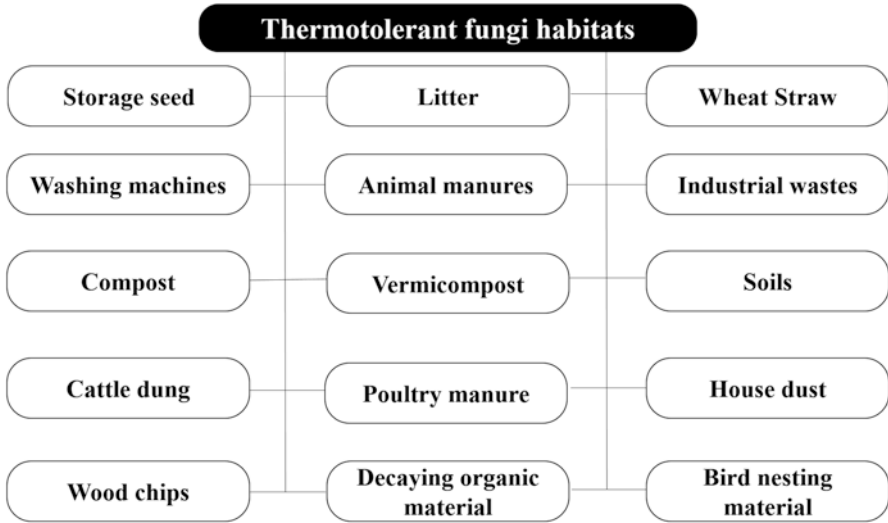 Thermotolerant fungi habitats
Storage seed
Litter
Wheat Straw
Washing machines
Animal manures
Industrial wastes
Compost
Vermicompost
Soils
Cattle dung
Poultry manure
House dust
Wood chips
Decaying organic
material
Bird nesting
material